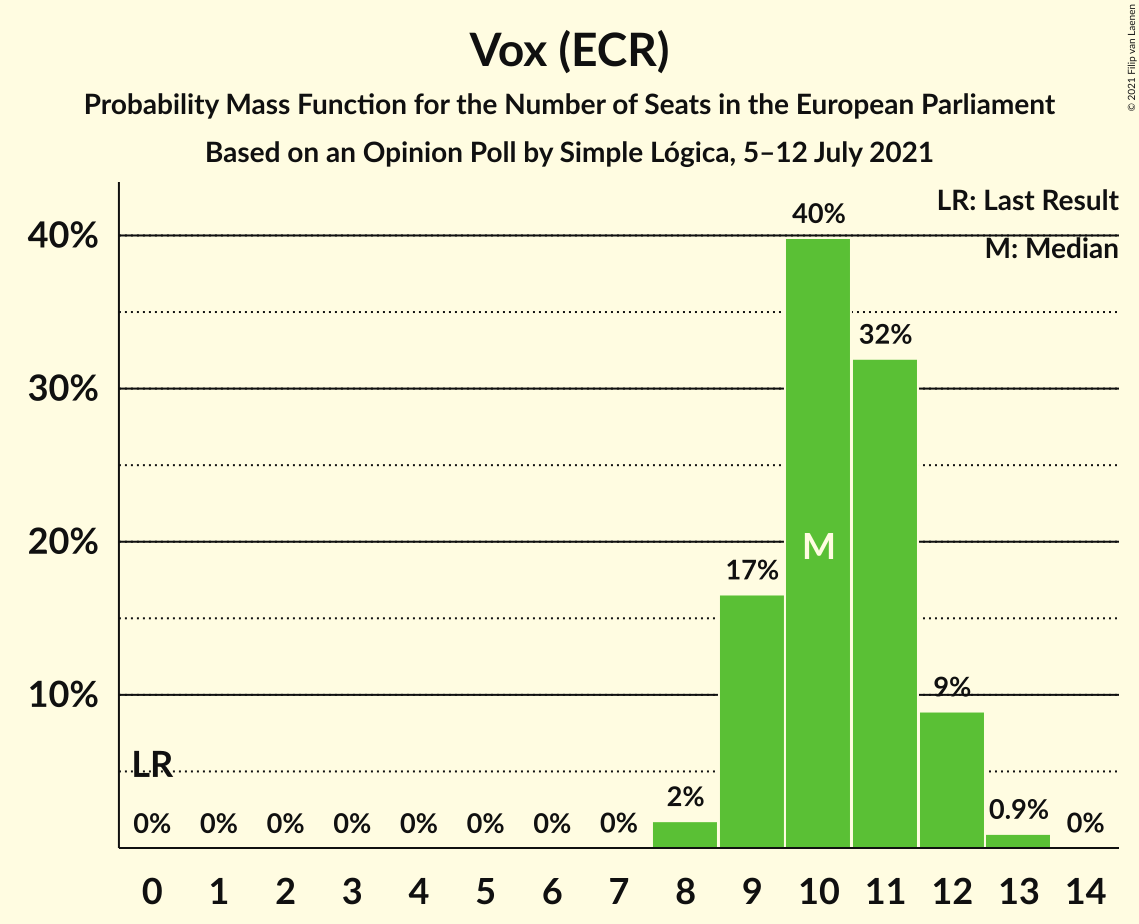 Vox (ECR)
Probability Mass Function for the Number of Seats in the European Parliament
Based on an Opinion Poll by Simple Lógica, 5–12 July 2021
© 2021 Filip van Laenen
LR: Last Result
M: Median
40%
30%
20%
10%
LR
0%
0%
0%
0%
0%
0%
0%
0%
2%
17%
40%
M
32%
9%
0.9%
0%
0 1 2 3 4 5 6 7 8 9 10 11 12 13 14